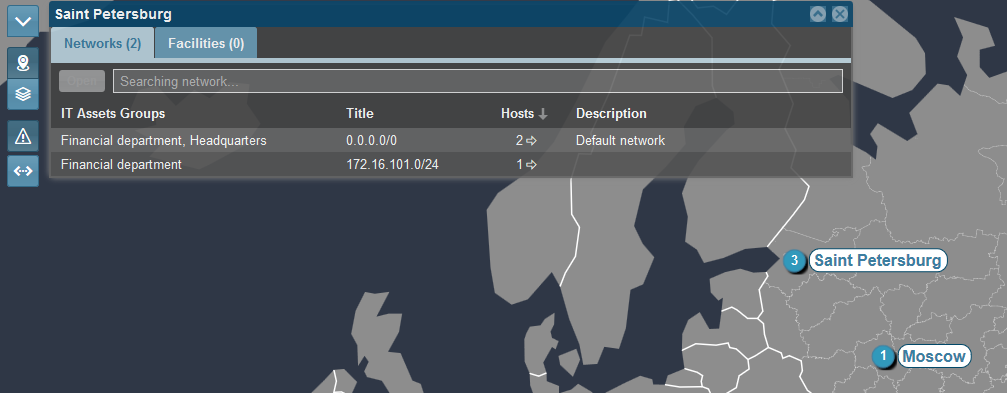 Saint Petersburg
Networks (2) Facilities (0)
Searching network...
IT Assets Groups Title Hosts Description
Financial department, Headquarters 0.0.0.0/0 2 Default network
Financial department 172.16.101.0/24 1
3 Saint Petersburg
1 Moscow